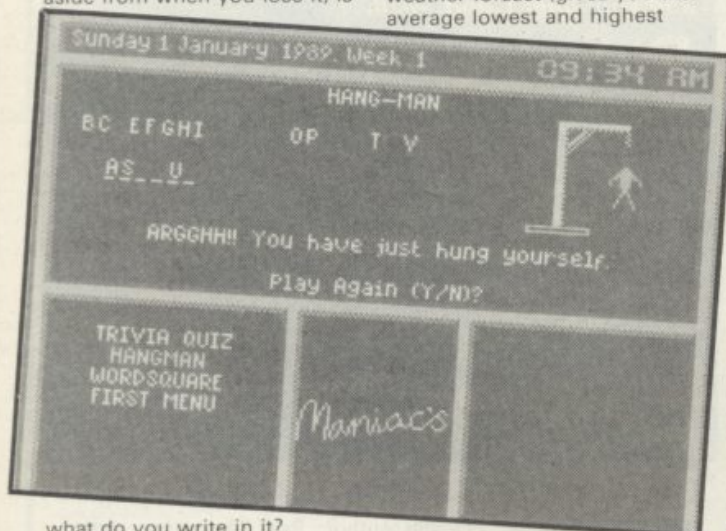 aside from when you lose it, is
average lowest and highest
Sunday 1 January 1989. Week 1
09:34 AM
HANG-MAN
BC EFGHI OP T V
AS__U_
ARGGHH!! You have just hung yourself.
Play Again (Y/N)?
TRIVIA QUIZ
HANGMAN
WORDSQUARE
FIRST MENU
Maniac's
what do you write in it?